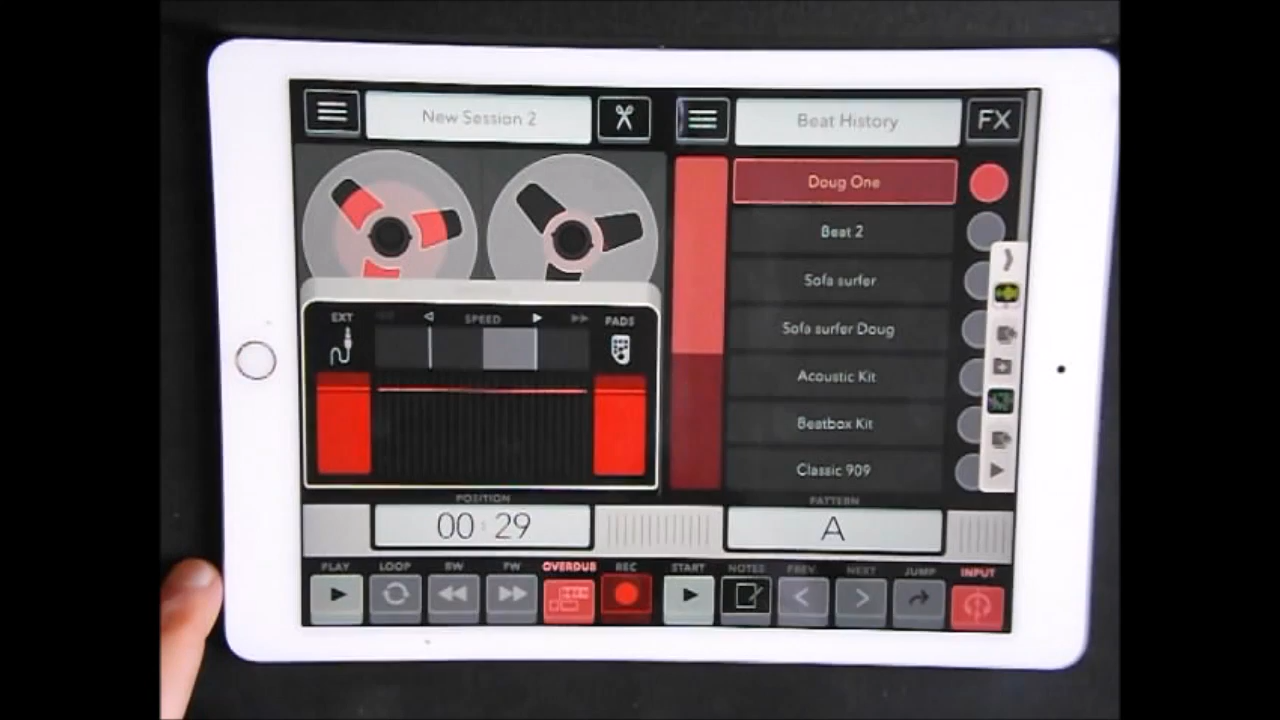 New Session 2
Beat History
FX
Doug One
Beat 2
Sofa surfer
Sofa surfer Doug
Acoustic Kit
Beatbox Kit
Classic 909
EXT
SPEED
PADS
POSITION
00:29
PATTERN
A
PLAY
LOOP
RW
FW
OVERDUB
REC
START
NOTES
PREV.
NEXT
JUMP
INPUT